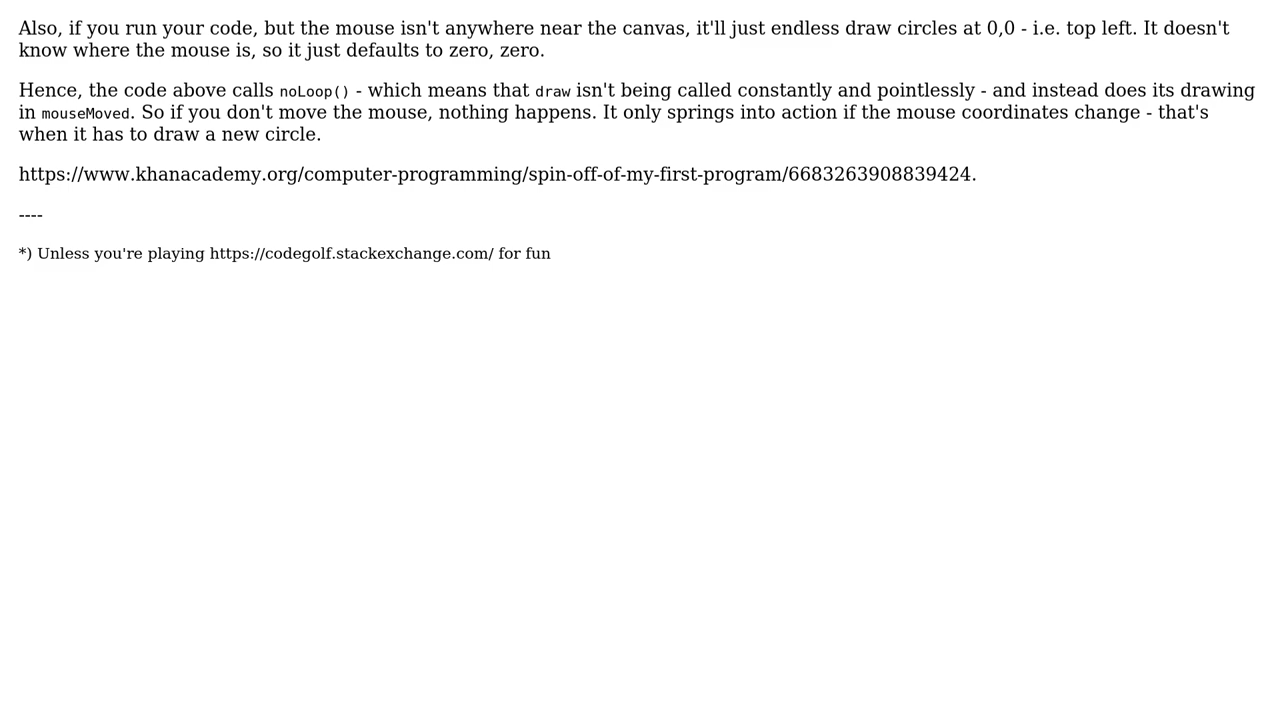 Also, if you run your code, but the mouse isn't anywhere near the canvas, it'll just endless draw circles at 0,0 - i.e. top left. It doesn't
know where the mouse is, so it just defaults to zero, zero.
Hence, the code above calls noLoop() - which means that draw isn't being called constantly and pointlessly - and instead does its drawing
in mouseMoved. So if you don't move the mouse, nothing happens. It only springs into action if the mouse coordinates change - that's
when it has to draw a new circle.
https://www.khanacademy.org/computer-programming/spin-off-of-my-first-program/6683263908839424.
----
*) Unless you're playing https://codegolf.stackexchange.com/ for fun